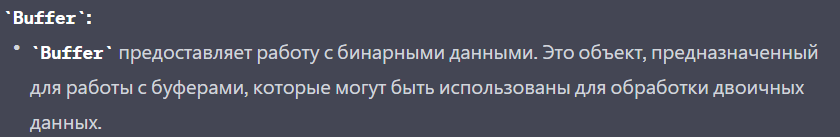 `Buffer`:
• `Buffer` предоставляет работу с бинарными данными. Это объект, предназначенный
для работы с буферами, которые могут быть использованы для обработки двоичных
данных.